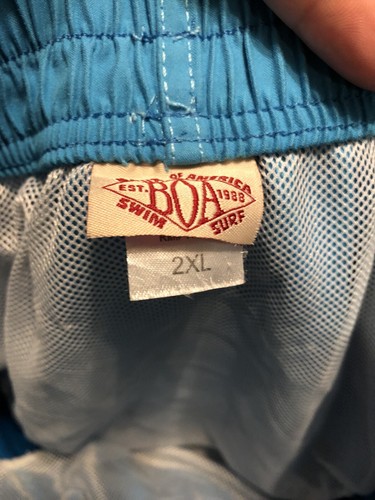 OF AMERICA
EST. BOA 1988
SWIM SURF
2XL